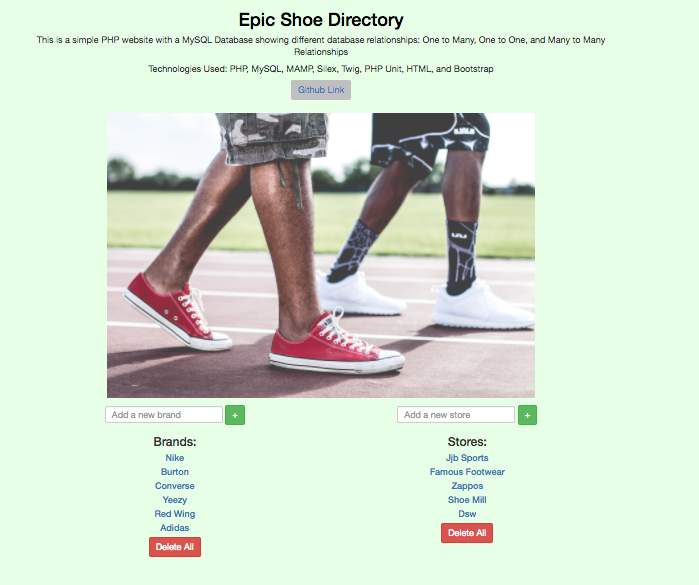 Epic Shoe Directory
This is a simple PHP website with a MySQL Database showing different database relationships: One to Many, One to One, and Many to Many
Relationships
Technologies Used: PHP, MySQL, MAMP, Silex, Twig, PHP Unit, HTML, and Bootstrap
Github Link
Add a new brand +
Add a new store +
Brands:
Nike
Burton
Converse
Yeezy
Red Wing
Adidas
Delete All
Stores:
Jjb Sports
Famous Footwear
Zappos
Shoe Mill
Dsw
Delete All